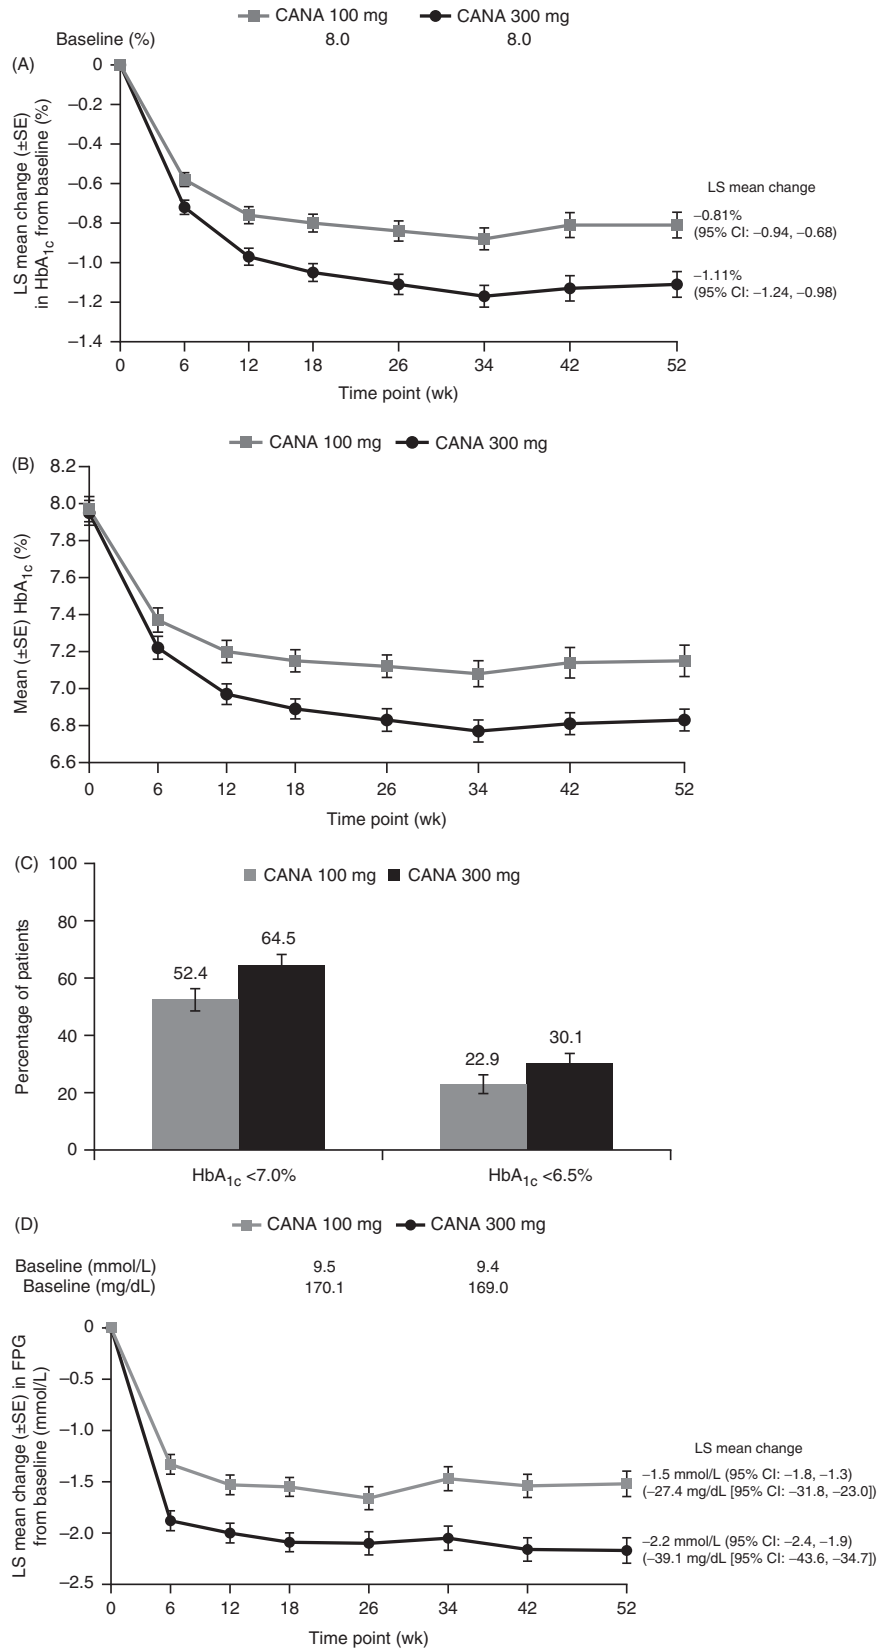 CANA 100 mg CANA 300 mg
Baseline (%) 8.0 8.0
(A)
LS mean change (±SE)
in HbA1c from baseline (%)
0
–0.2
–0.4
–0.6
–0.8
–1.0
–1.2
–1.4
LS mean change
–0.81%
(95% CI: –0.94, –0.68)
–1.11%
(95% CI: –1.24, –0.98)
0 6 12 18 26 34 42 52
Time point (wk)
CANA 100 mg CANA 300 mg
(B)
Mean (±SE) HbA1c (%)
8.2
8.0
7.8
7.6
7.4
7.2
7.0
6.8
6.6
0 6 12 18 26 34 42 52
Time point (wk)
(C)
CANA 100 mg CANA 300 mg
Percentage of patients
100
80
60
40
20
0
52.4
64.5
22.9
30.1
HbA1c <7.0% HbA1c <6.5%
(D)
CANA 100 mg CANA 300 mg
Baseline (mmol/L) 9.5 9.4
Baseline (mg/dL) 170.1 169.0
LS mean change (±SE) in FPG
from baseline (mmol/L)
0
–0.5
–1.0
–1.5
–2.0
–2.5
LS mean change
–1.5 mmol/L (95% CI: –1.8, –1.3)
(–27.4 mg/dL [95% CI: –31.8, –23.0])
–2.2 mmol/L (95% CI: –2.4, –1.9)
(–39.1 mg/dL [95% CI: –43.6, –34.7])
0 6 12 18 26 34 42 52
Time point (wk)